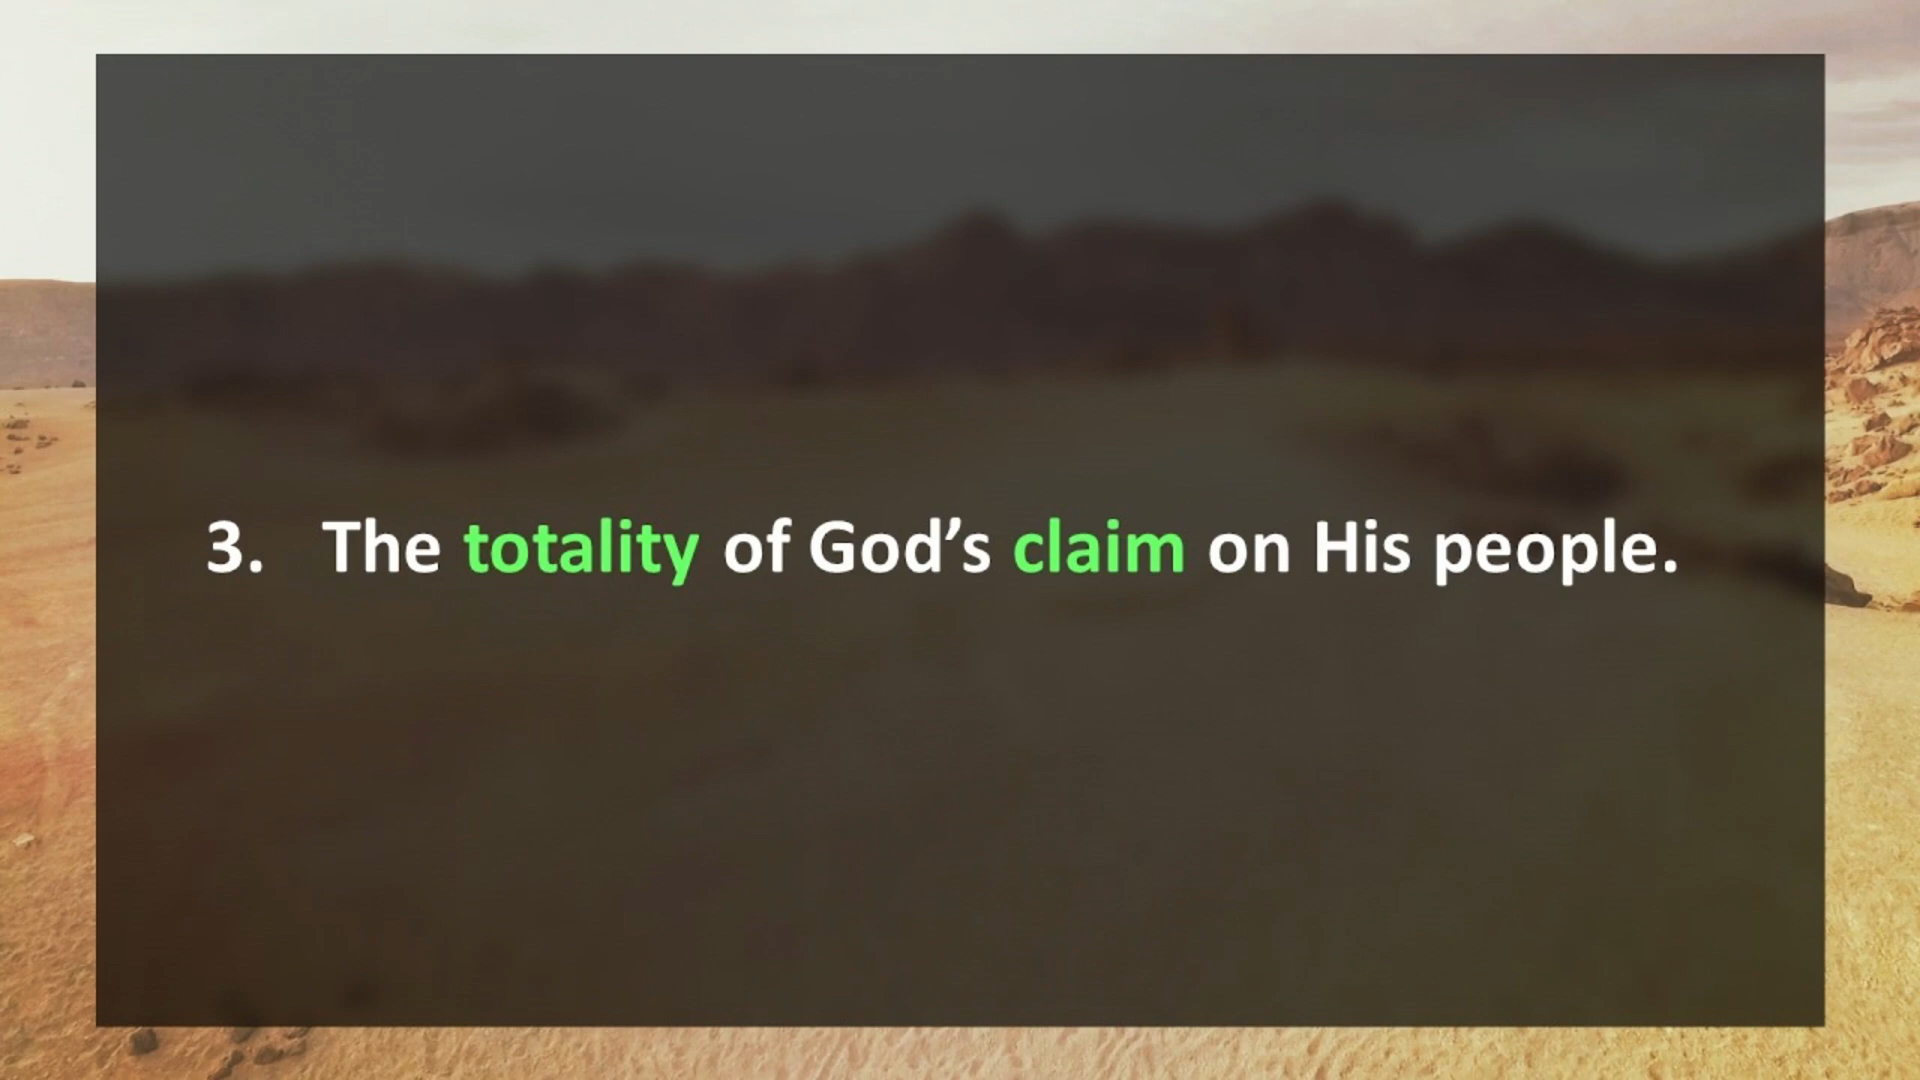 3. The totality of God’s claim on His people.